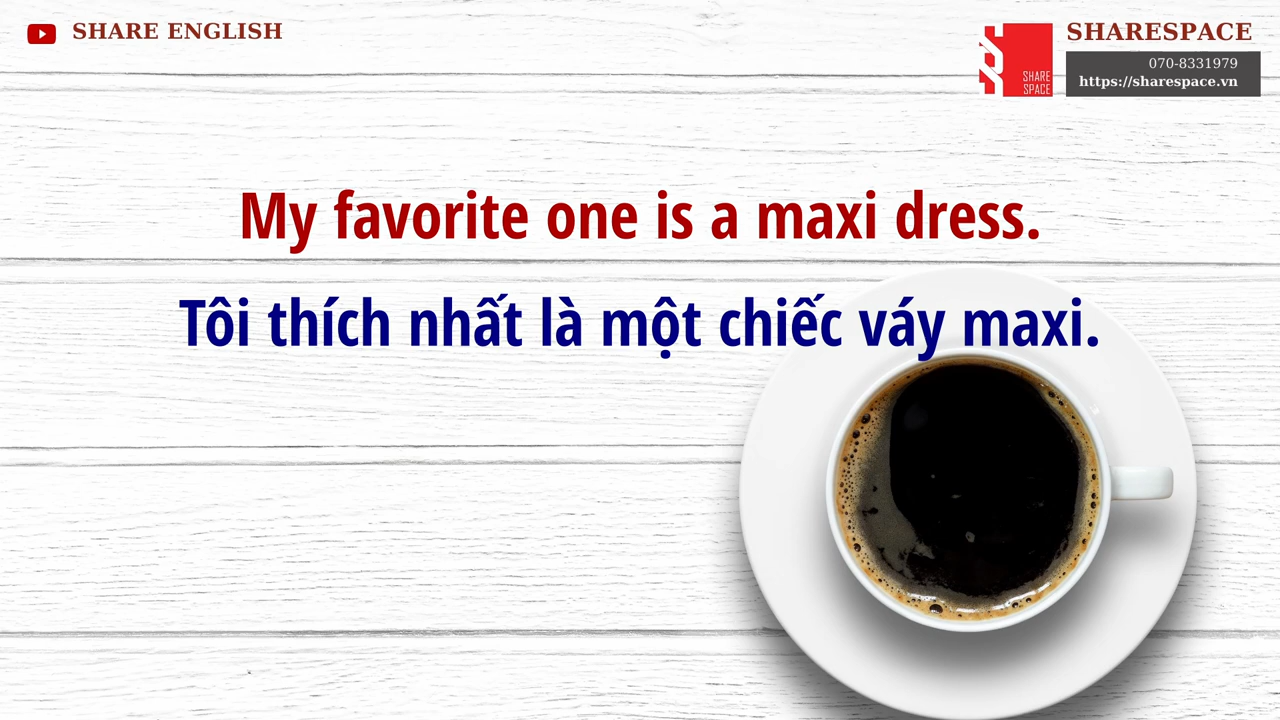 SHARE ENGLISH
SHARESPACE
070-8331979
https://sharespace.vn
SHARE
SPACE
My favorite one is a maxi dress.
Tôi thích nhất là một chiếc váy maxi.